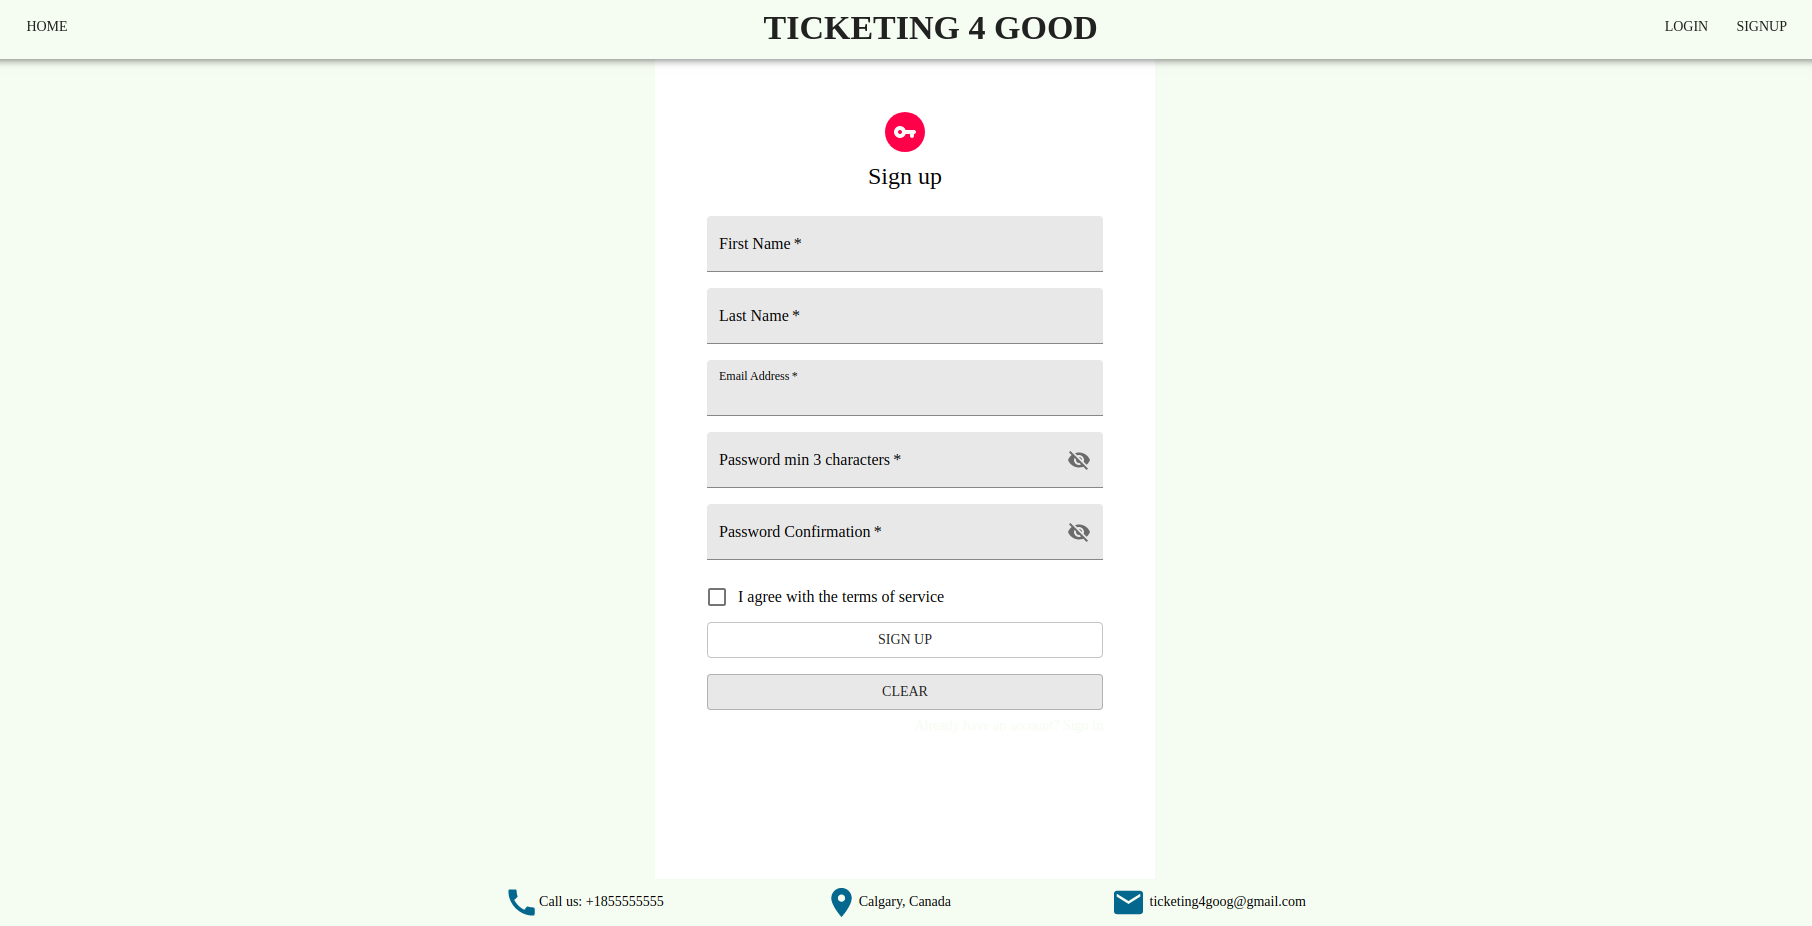 HOME TICKETING 4 GOOD LOGIN SIGNUP
Sign up
First Name *
Last Name *
Email Address *
Password min 3 characters *
Password Confirmation *
I agree with the terms of service
SIGN UP
CLEAR
Already have an account? Sign in
Call us: +1855555555 Calgary, Canada ticketing4goog@gmail.com